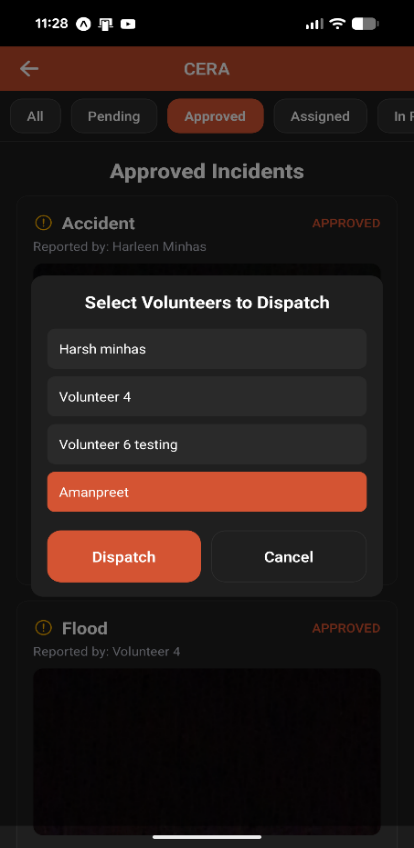 11:28
CERA
All Pending Approved Assigned In
Approved Incidents
Accident APPROVED
Reported by: Harleen Minhas
Select Volunteers to Dispatch
Harsh minhas
Volunteer 4
Volunteer 6 testing
Amanpreet
Dispatch Cancel
Flood APPROVED
Reported by: Volunteer 4